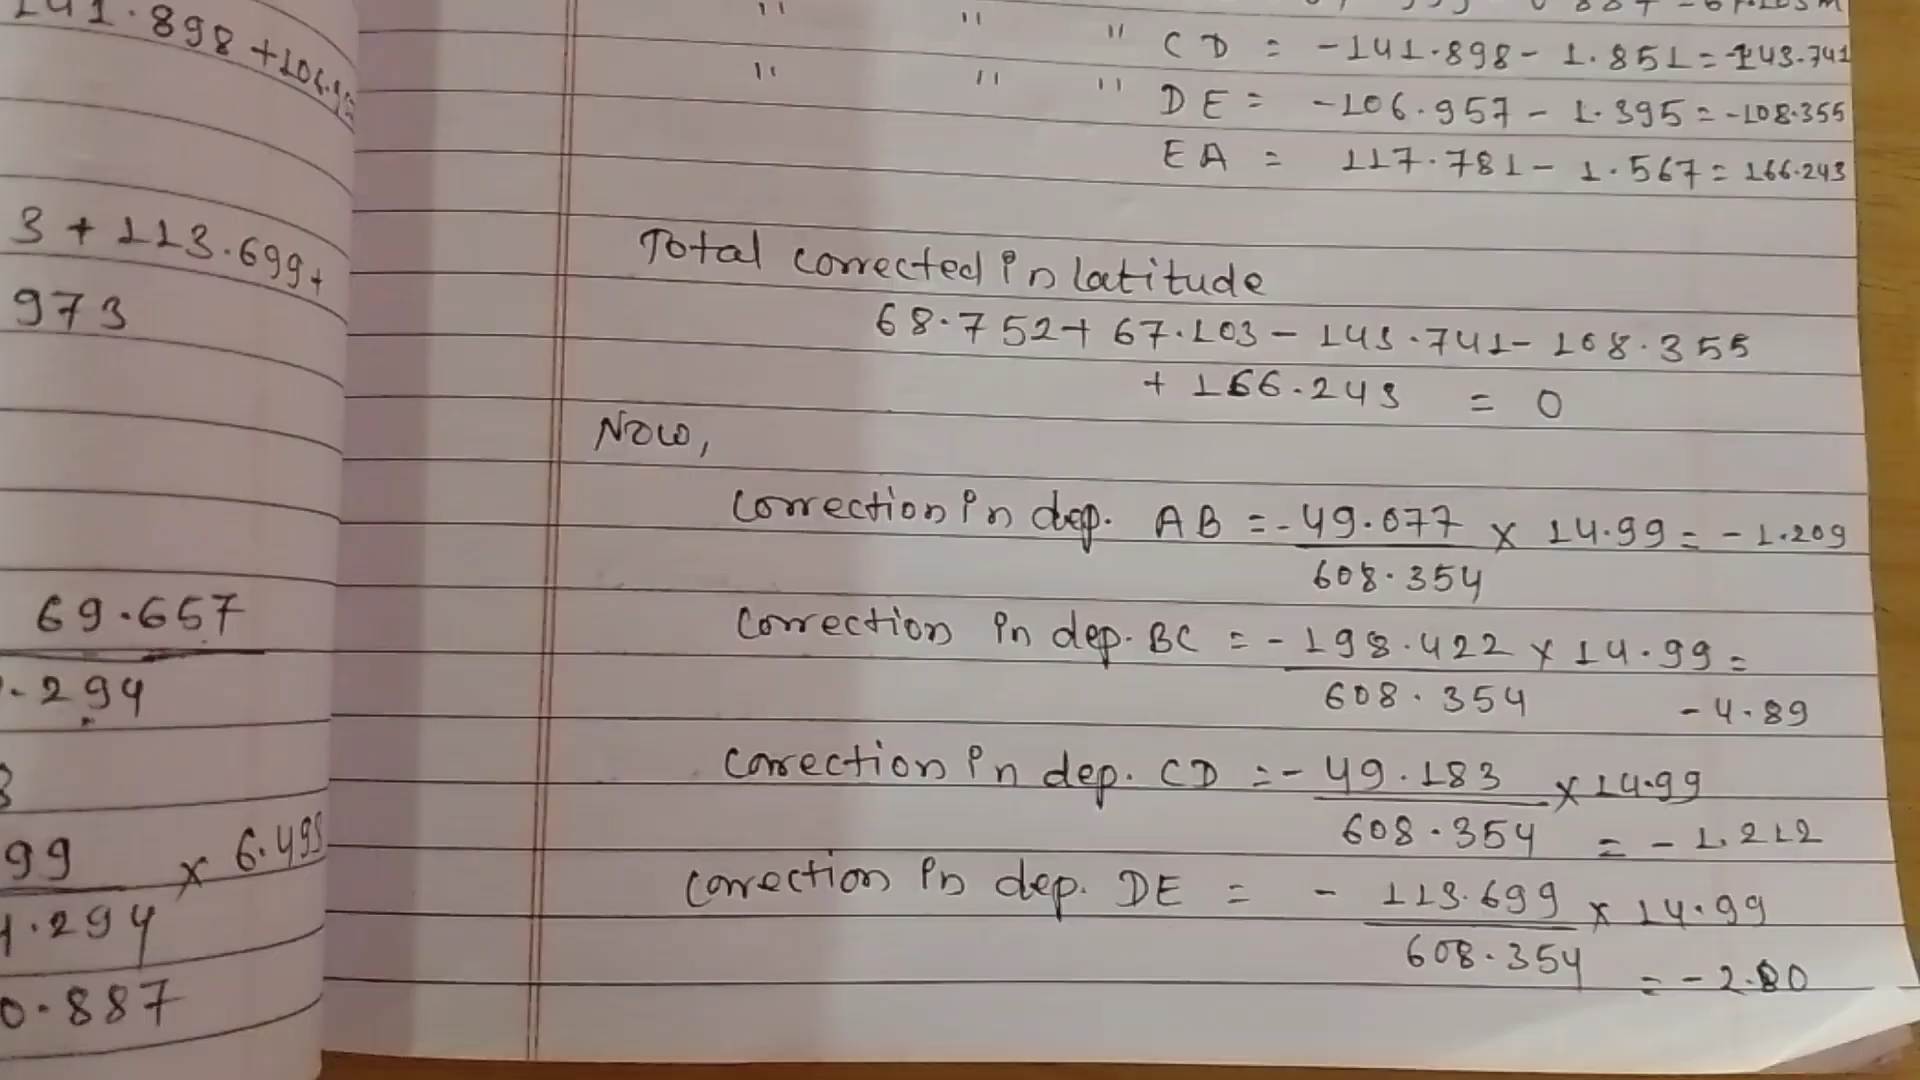 141.898 + 106.95
3 + 113.699 +
973
69.657
.294
99 × 6.495
1.294
0.887
" " " CD = -141.898 - 1.851 = -143.741
" " " DE = -106.957 - 1.395 = -108.355
EA = 117.781 - 1.567 = 166.243
Total corrected in latitude
68.752 + 67.103 - 143.741 - 108.355
+ 166.243 = 0
Now,
Correction in dep. AB = - 49.077 × 14.99 = -1.209
608.354
Correction in dep. BC = - 198.422 × 14.99 =
608.354 -4.89
Correction in dep. CD = - 49.183 × 14.99
608.354 = -1.212
Correction in dep. DE = - 113.699 × 14.99
608.354 = -2.80